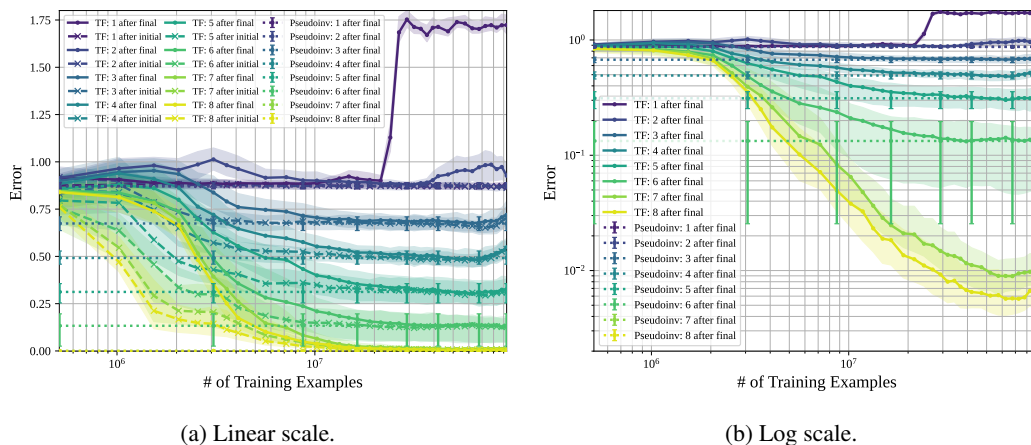 1.75
1.50
1.25
1.00
0.75
0.50
0.25
0.00
Error
TF: 1 after final
TF: 1 after initial
TF: 2 after final
TF: 2 after initial
TF: 3 after final
TF: 3 after initial
TF: 4 after final
TF: 4 after initial
TF: 5 after final
TF: 5 after initial
TF: 6 after final
TF: 6 after initial
TF: 7 after final
TF: 7 after initial
TF: 8 after final
TF: 8 after initial
Pseudoinv: 1 after final
Pseudoinv: 2 after final
Pseudoinv: 3 after final
Pseudoinv: 4 after final
Pseudoinv: 5 after final
Pseudoinv: 6 after final
Pseudoinv: 7 after final
Pseudoinv: 8 after final
10⁶ 10⁷
# of Training Examples
(a) Linear scale.
10⁰
10⁻¹
10⁻²
Error
TF: 1 after final
TF: 2 after final
TF: 3 after final
TF: 4 after final
TF: 5 after final
TF: 6 after final
TF: 7 after final
TF: 8 after final
Pseudoinv: 1 after final
Pseudoinv: 2 after final
Pseudoinv: 3 after final
Pseudoinv: 4 after final
Pseudoinv: 5 after final
Pseudoinv: 6 after final
Pseudoinv: 7 after final
Pseudoinv: 8 after final
10⁶ 10⁷
# of Training Examples
(b) Log scale.